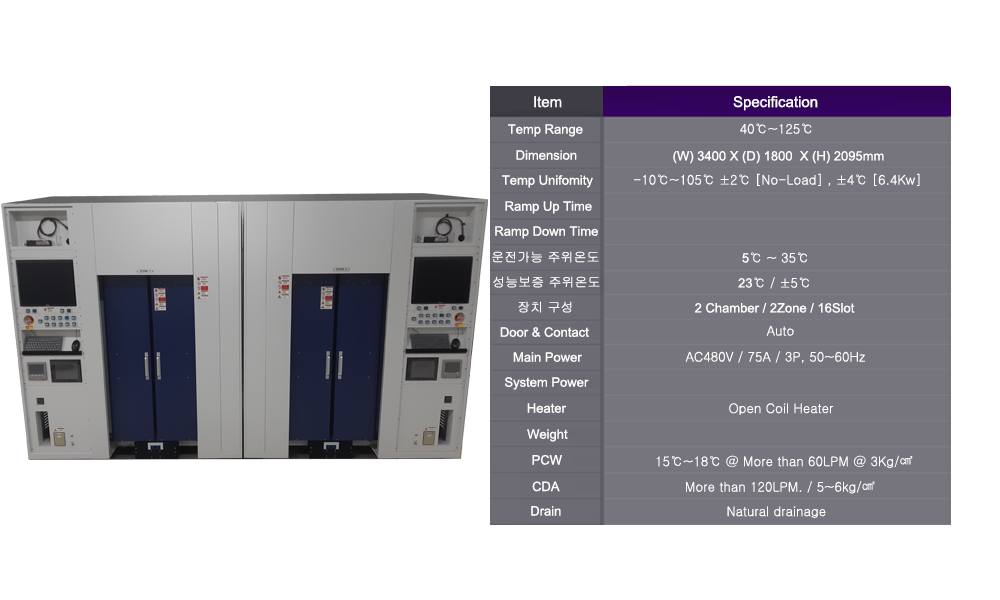 Item Specification
Temp Range 40℃~125℃
Dimension (W) 3400 X (D) 1800 X (H) 2095mm
Temp Unifomity -10℃~105℃ ±2℃ [No-Load] , ±4℃ [6.4Kw]
Ramp Up Time
Ramp Down Time
운전가능 주위온도 5℃ ~ 35℃
성능보증 주위온도 23℃ / ±5℃
장치 구성 2 Chamber / 2Zone / 16Slot
Door & Contact Auto
Main Power AC480V / 75A / 3P, 50~60Hz
System Power
Heater Open Coil Heater
Weight
PCW 15℃~18℃ @ More than 60LPM @ 3Kg/㎠
CDA More than 120LPM. / 5~6kg/㎠
Drain Natural drainage